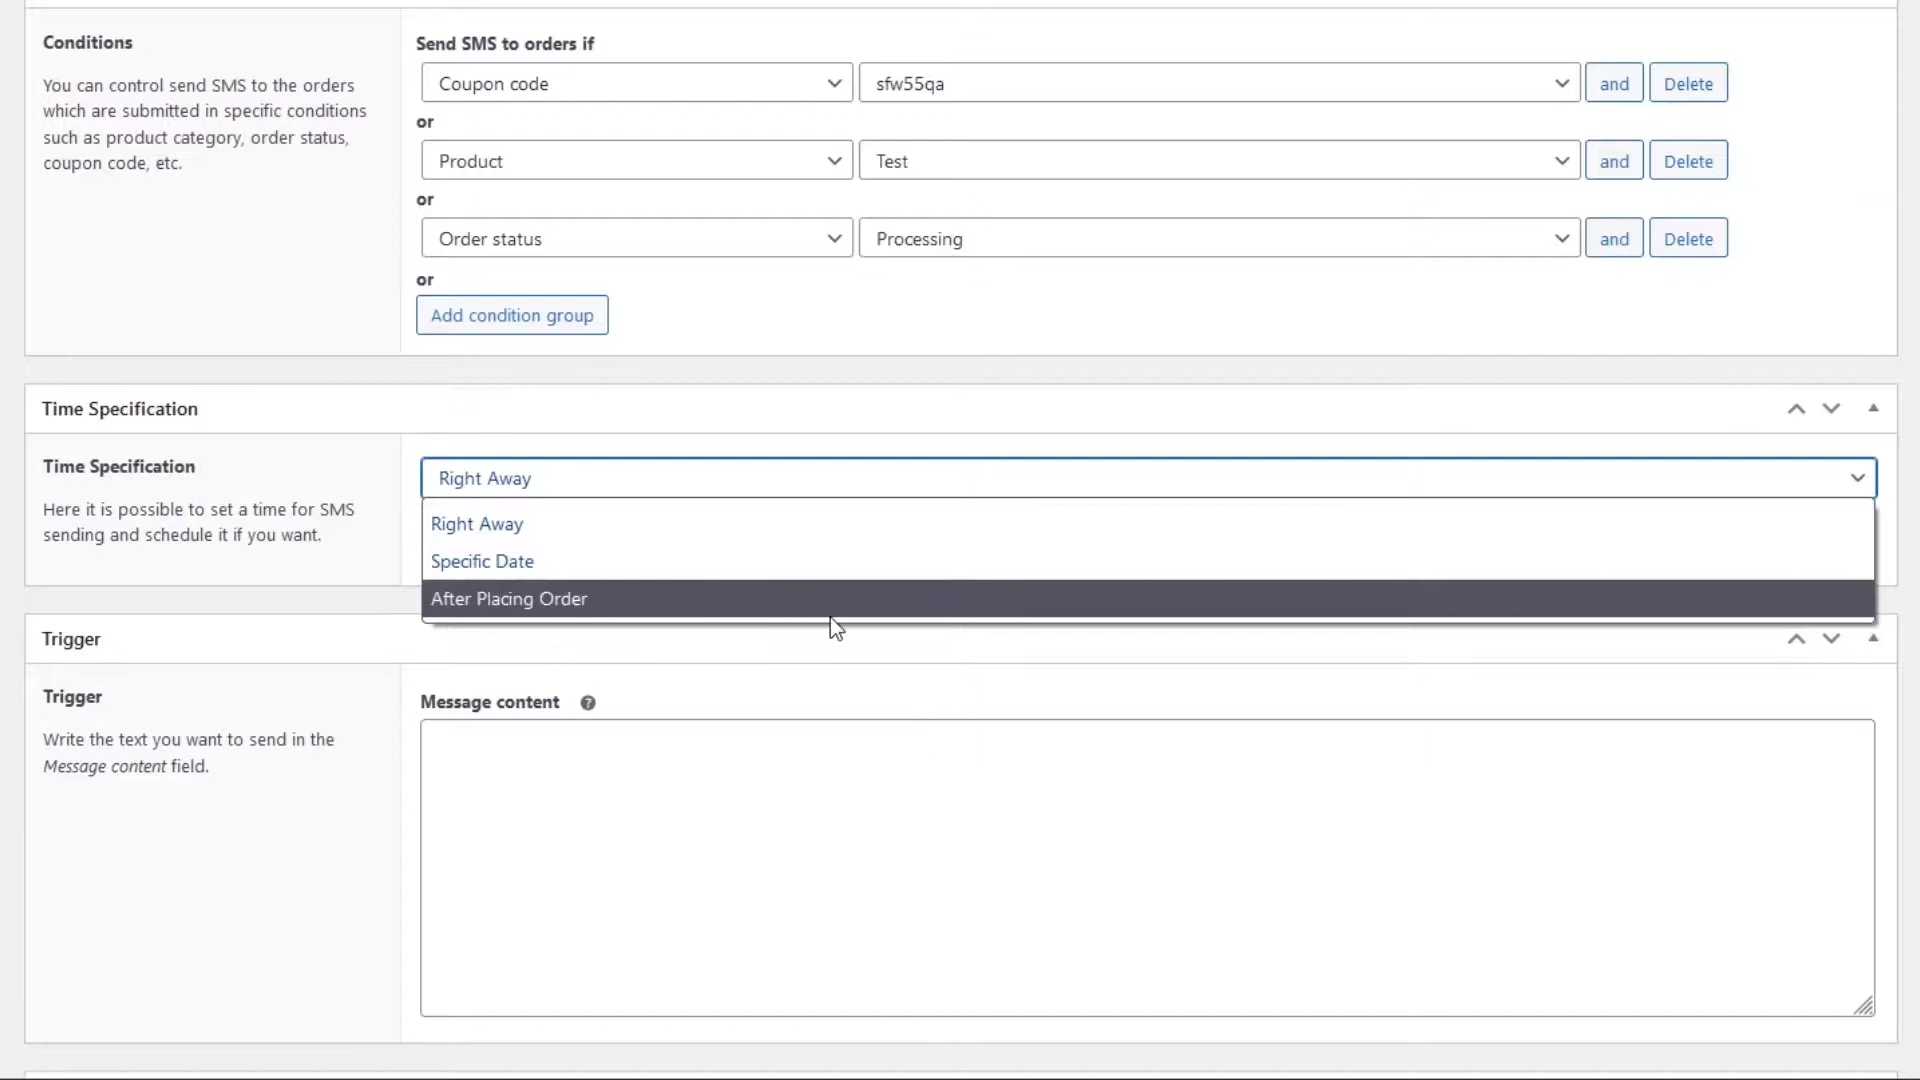 Conditions
You can control send SMS to the orders
which are submitted in specific conditions
such as product category, order status,
coupon code, etc.
Send SMS to orders if
Coupon code sfw55qa and Delete
or
Product Test and Delete
or
Order status Processing and Delete
or
Add condition group
Time Specification
Time Specification
Here it is possible to set a time for SMS
sending and schedule it if you want.
Right Away
Right Away
Specific Date
After Placing Order
Trigger
Trigger
Write the text you want to send in the
Message content field.
Message content ?